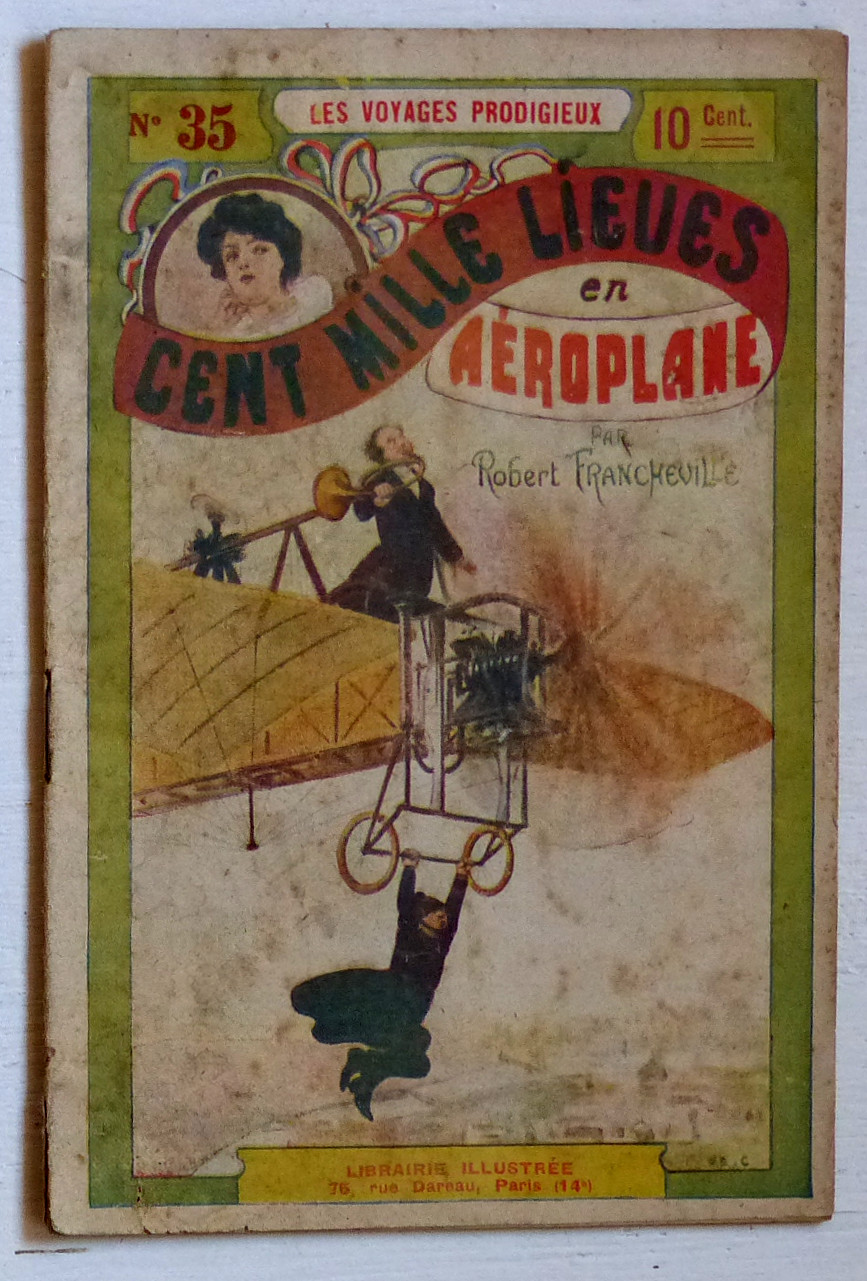 N° 35
LES VOYAGES PRODIGIEUX
10 Cent.
CENT MILLE LIEUES
en
AÉROPLANE
PAR
Robert FRANCHEVILLE
LIBRAIRIE ILLUSTRÉE
76, rue Dareau, Paris (14e)